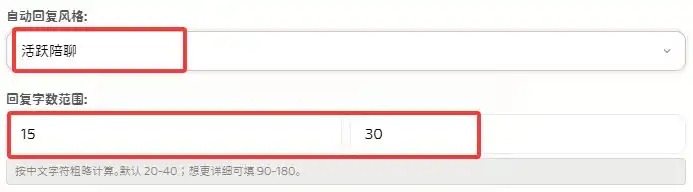 自动回复风格:
活跃陪聊
回复字数范围:
15 30
按中文字符粗略计算。默认 20-40；想更详细可填 90-180。